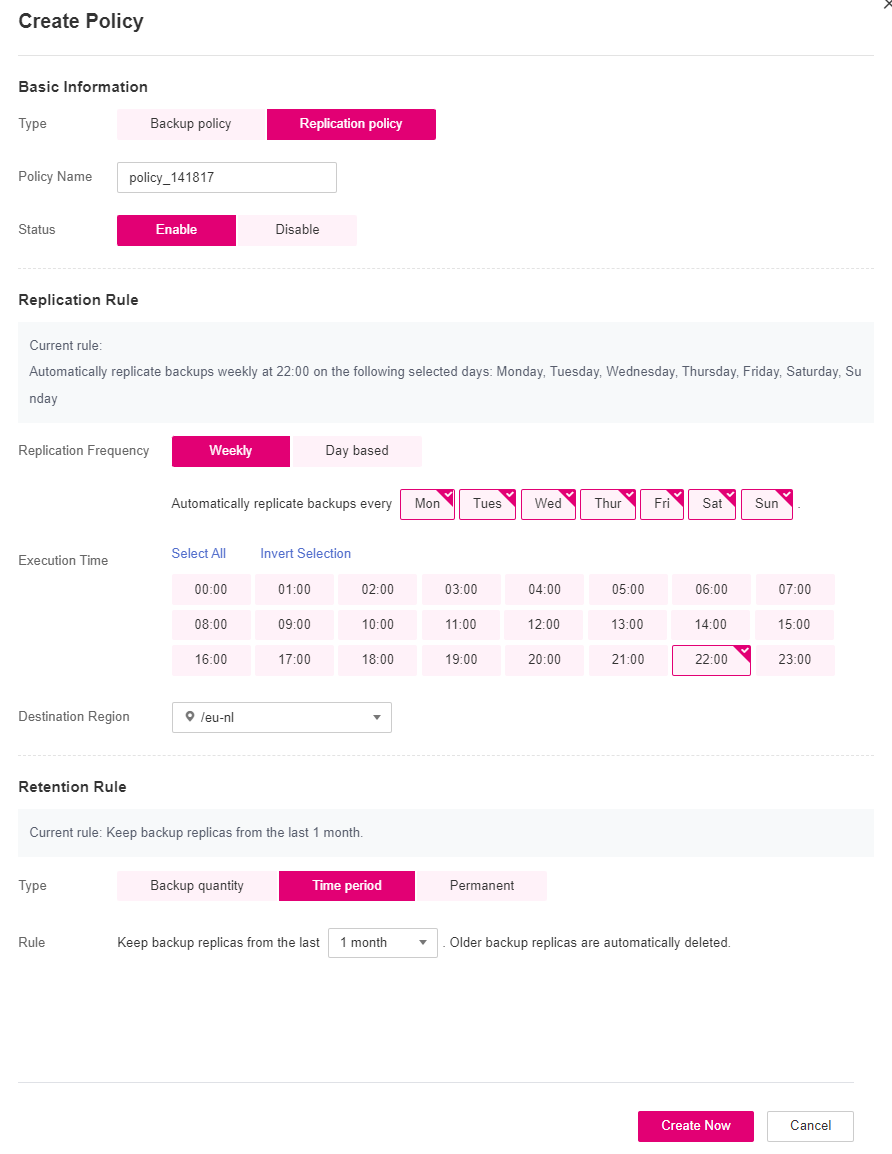 Create Policy
Basic Information
Type Backup policy Replication policy
Policy Name policy_141817
Status Enable Disable
Replication Rule
Current rule:
Automatically replicate backups weekly at 22:00 on the following selected days: Monday, Tuesday, Wednesday, Thursday, Friday, Saturday, Su
nday
Replication Frequency Weekly Day based
Automatically replicate backups every Mon Tues Wed Thur Fri Sat Sun .
Select All Invert Selection
Execution Time
00:00 01:00 02:00 03:00 04:00 05:00 06:00 07:00
08:00 09:00 10:00 11:00 12:00 13:00 14:00 15:00
16:00 17:00 18:00 19:00 20:00 21:00 22:00 23:00
Destination Region /eu-nl
Retention Rule
Current rule: Keep backup replicas from the last 1 month.
Type Backup quantity Time period Permanent
Rule Keep backup replicas from the last 1 month . Older backup replicas are automatically deleted.
Create Now Cancel